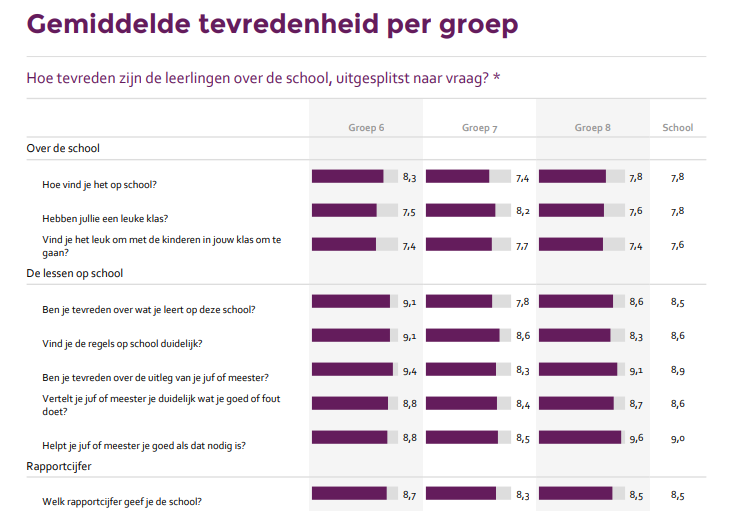 Gemiddelde tevredenheid per groep
Hoe tevreden zijn de leerlingen over de school, uitgesplitst naar vraag? *
Groep 6 Groep 7 Groep 8 School
Over de school
Hoe vind je het op school? 8,3 7,4 7,8 7,8
Hebben jullie een leuke klas? 7,5 8,2 7,6 7,8
Vind je het leuk om met de kinderen in jouw klas om te
gaan? 7,4 7,7 7,4 7,6
De lessen op school
Ben je tevreden over wat je leert op deze school? 9,1 7,8 8,6 8,5
Vind je de regels op school duidelijk? 9,1 8,6 8,3 8,6
Ben je tevreden over de uitleg van je juf of meester? 9,4 8,3 9,1 8,9
Vertelt je juf of meester je duidelijk wat je goed of fout
doet? 8,8 8,4 8,7 8,6
Helpt je juf of meester je goed als dat nodig is? 8,8 8,5 9,6 9,0
Rapportcijfer
Welk rapportcijfer geef je de school? 8,7 8,3 8,5 8,5